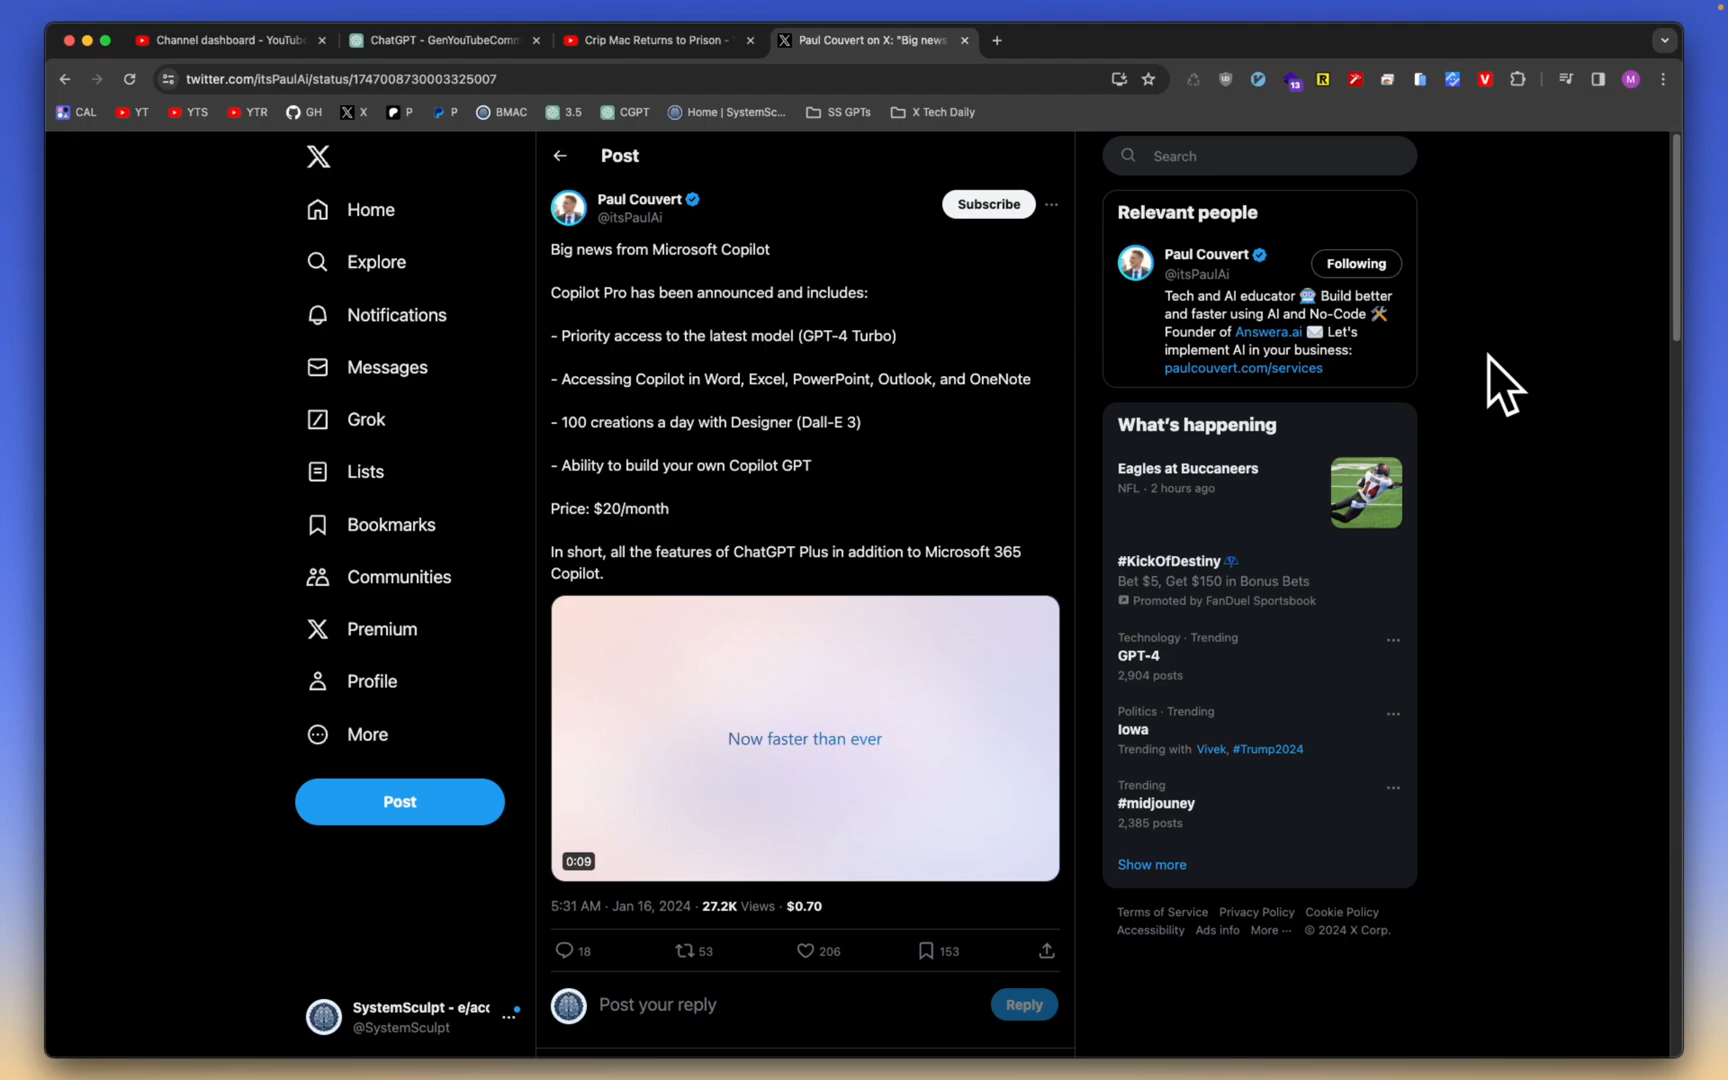 Channel dashboard - YouTube
ChatGPT - GenYouTubeComm
Crip Mac Returns to Prison -
Paul Couvert on X: "Big news
twitter.com/itsPaulAi/status/1747008730003325007
13
R
V
M
CAL
YT
YTS
YTR
GH
X
P
P
BMAC
3.5
CGPT
Home | SystemSc...
SS GPTs
X Tech Daily
Home
Explore
Notifications
Messages
Grok
Lists
Bookmarks
Communities
Premium
Profile
More
Post
SystemSculpt - e/acc
@SystemSculpt
Post
Paul Couvert
@itsPaulAi
Subscribe
Big news from Microsoft Copilot
Copilot Pro has been announced and includes:
- Priority access to the latest model (GPT-4 Turbo)
- Accessing Copilot in Word, Excel, PowerPoint, Outlook, and OneNote
- 100 creations a day with Designer (Dall-E 3)
- Ability to build your own Copilot GPT
Price: $20/month
In short, all the features of ChatGPT Plus in addition to Microsoft 365
Copilot.
Now faster than ever
0:09
5:31 AM · Jan 16, 2024 · 27.2K Views · $0.70
18
53
206
153
Post your reply
Reply
Search
Relevant people
Paul Couvert
@itsPaulAi
Following
Tech and AI educator 🤖 Build better
and faster using AI and No-Code 🛠️
Founder of Answera.ai ✉️ Let's
implement AI in your business:
paulcouvert.com/services
What's happening
Eagles at Buccaneers
NFL · 2 hours ago
#KickOfDestiny
Bet $5, Get $150 in Bonus Bets
Promoted by FanDuel Sportsbook
Technology · Trending
GPT-4
2,904 posts
Politics · Trending
Iowa
Trending with Vivek, #Trump2024
Trending
#midjouney
2,385 posts
Show more
Terms of Service Privacy Policy Cookie Policy
Accessibility Ads info More ··· © 2024 X Corp.